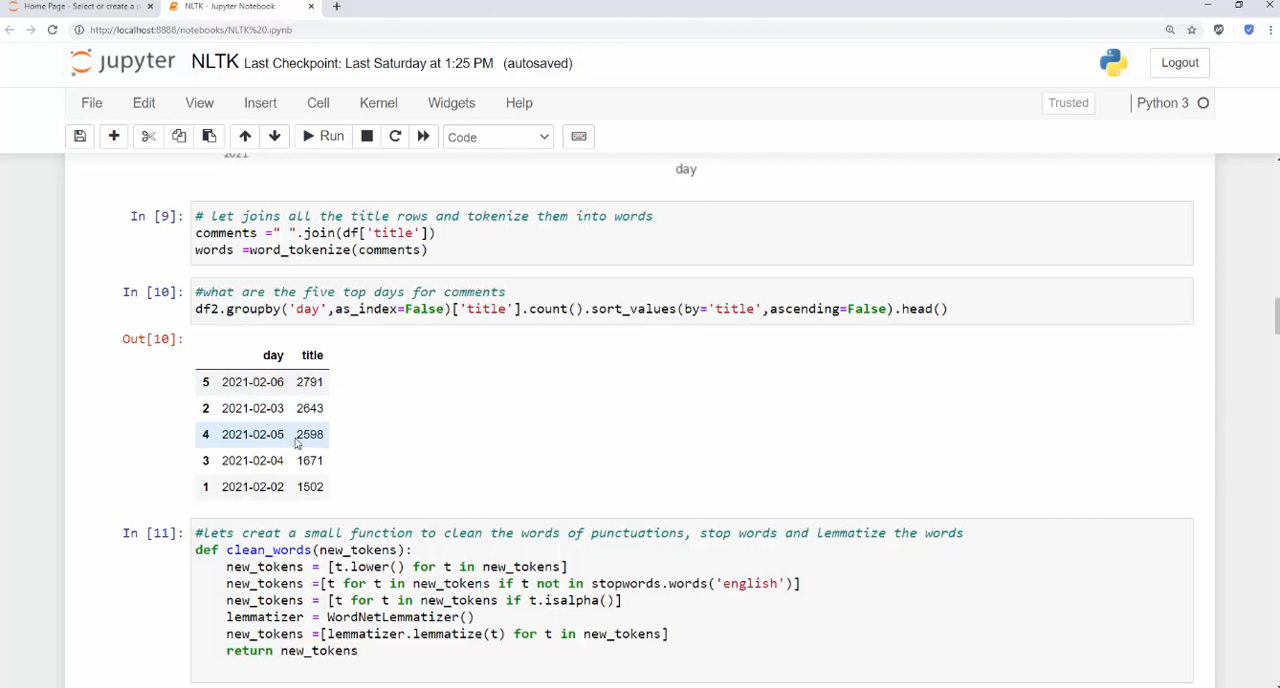 Home Page - Select or create a n
NLTK - Jupyter Notebook
http://localhost:8888/notebooks/NLTK%20.ipynb
jupyter NLTK Last Checkpoint: Last Saturday at 1:25 PM (autosaved)
Logout
File Edit View Insert Cell Kernel Widgets Help Trusted Python 3
Run Code
2021
day
In [9]: # let joins all the title rows and tokenize them into words
comments =" ".join(df['title'])
words =word_tokenize(comments)
In [10]: #what are the five top days for comments
df2.groupby('day',as_index=False)['title'].count().sort_values(by='title',ascending=False).head()
Out[10]:
day title
5 2021-02-06 2791
2 2021-02-03 2643
4 2021-02-05 2598
3 2021-02-04 1671
1 2021-02-02 1502
In [11]: #lets creat a small function to clean the words of punctuations, stop words and lemmatize the words
def clean_words(new_tokens):
new_tokens = [t.lower() for t in new_tokens]
new_tokens =[t for t in new_tokens if t not in stopwords.words('english')]
new_tokens = [t for t in new_tokens if t.isalpha()]
lemmatizer = WordNetLemmatizer()
new_tokens =[lemmatizer.lemmatize(t) for t in new_tokens]
return new_tokens